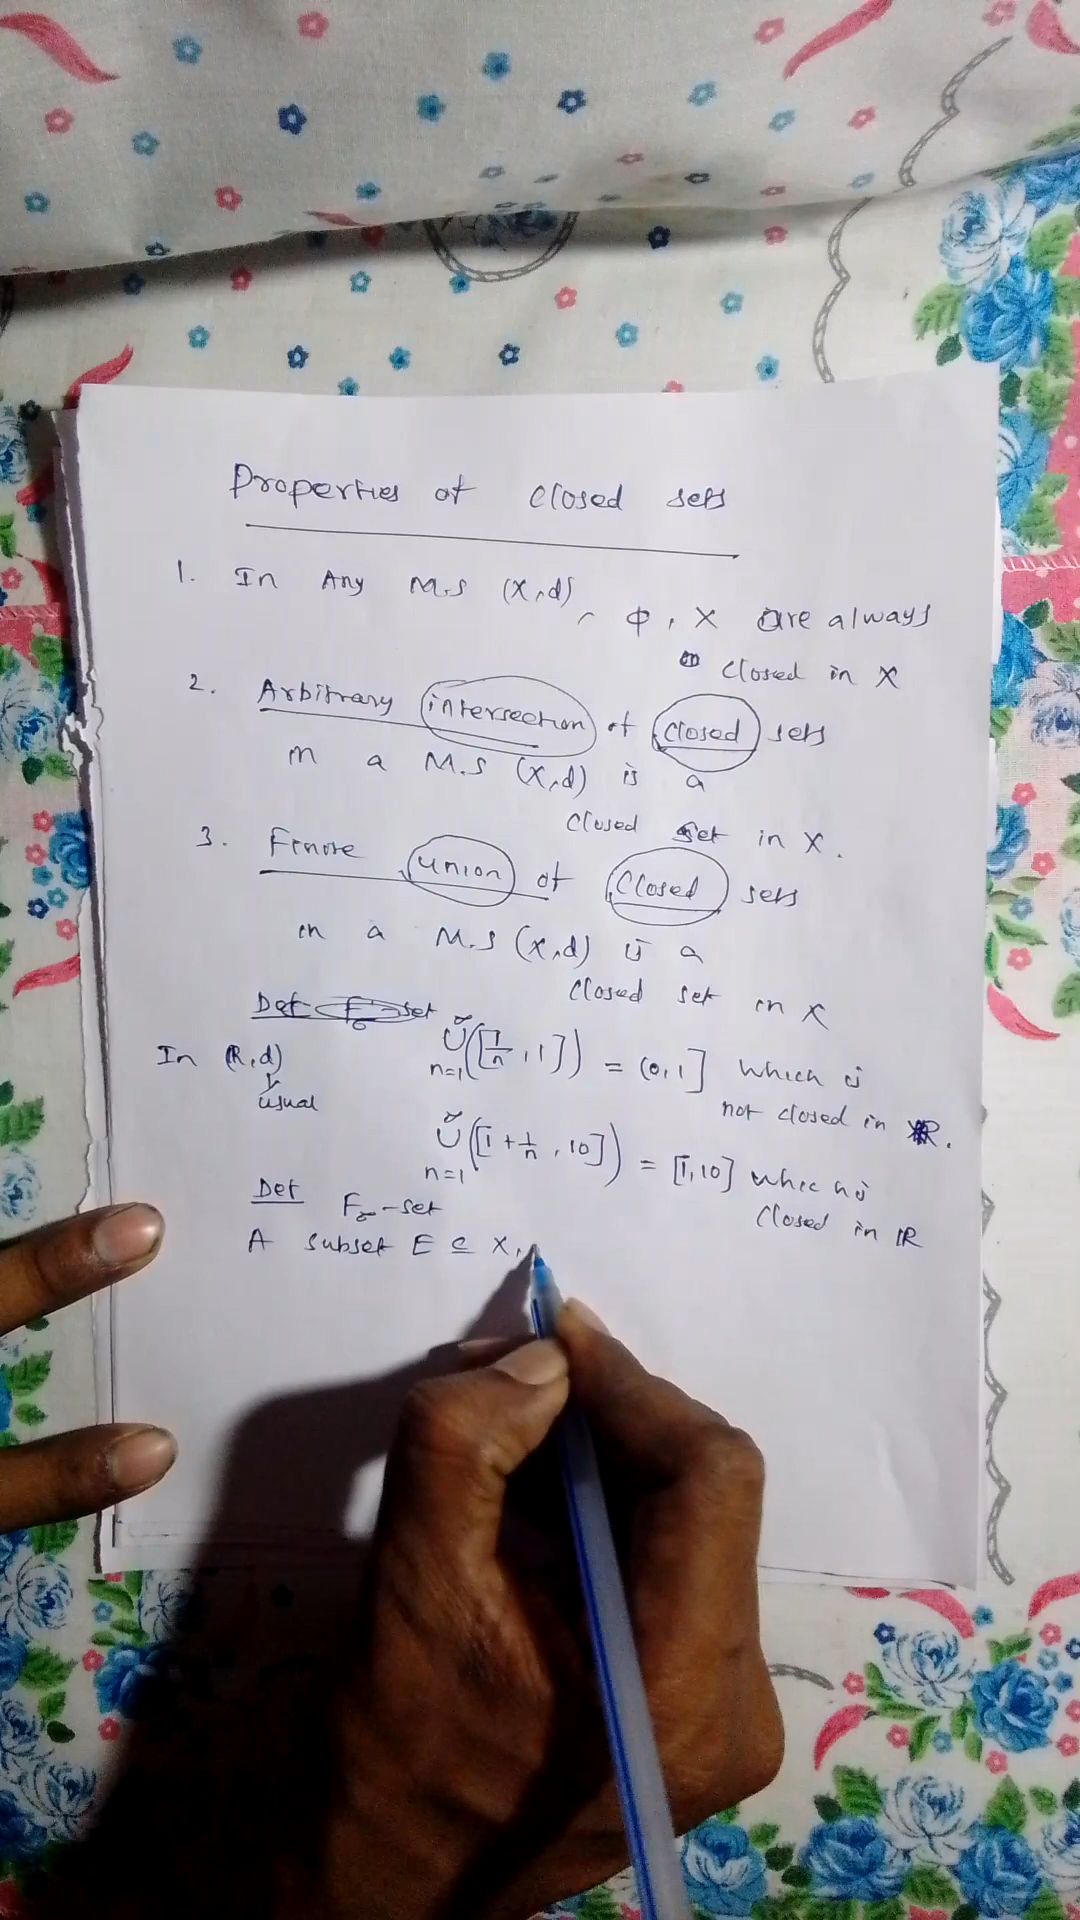 Properties of closed sets
1. In Any M.S (X,d), φ, X are always
closed in X
2. Arbitrary intersection of closed sets
in a M.S (X,d) is a
closed set in X.
3. Finite union of closed sets
in a M.S (X,d) is a
closed set in X
Def F_σ-set
In (R,d) ∞∪n=1 ([1/n, 1]) = (0,1] which is
usual not closed in R.
∞∪n=1 ([1+1/n, 10]) = [1,10] which is
closed in R
Def F_σ-set
A subset E ⊆ X,